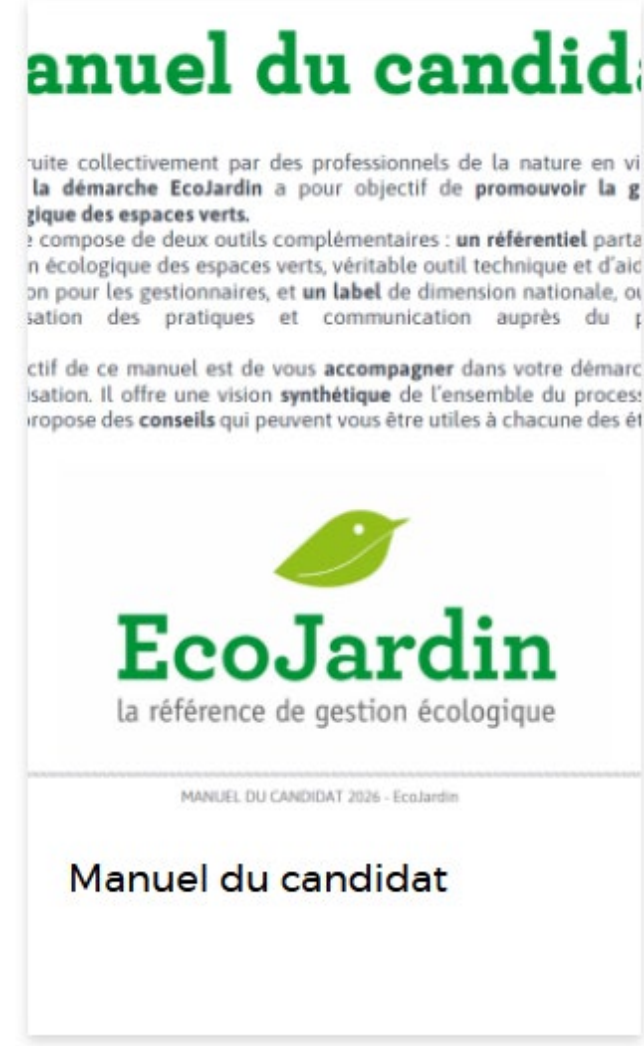 anuel du candida
ruite collectivement par des professionnels de la nature en vi
la démarche EcoJardin a pour objectif de promouvoir la g
gique des espaces verts.
e compose de deux outils complémentaires : un référentiel parta
n écologique des espaces verts, véritable outil technique et d'aid
on pour les gestionnaires, et un label de dimension nationale, ou
sation des pratiques et communication auprès du p
ctif de ce manuel est de vous accompagner dans votre démarc
isation. Il offre une vision synthétique de l'ensemble du process
propose des conseils qui peuvent vous être utiles à chacune des ét
EcoJardin
la référence de gestion écologique
MANUEL DU CANDIDAT 2026 - EcoJardin
Manuel du candidat